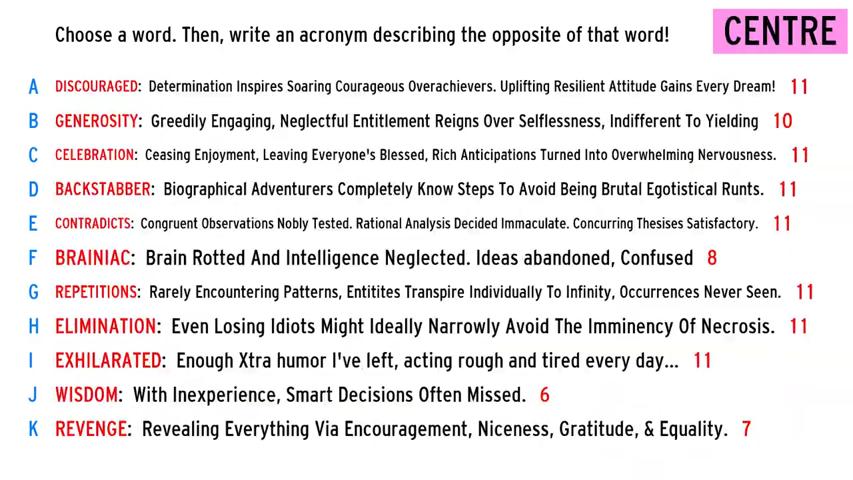 Choose a word. Then, write an acronym describing the opposite of that word!
CENTRE
A DISCOURAGED: Determination Inspires Soaring Courageous Overachievers. Uplifting Resilient Attitude Gains Every Dream! 11
B GENEROSITY: Greedily Engaging, Neglectful Entitlement Reigns Over Selflessness, Indifferent To Yielding 10
C CELEBRATION: Ceasing Enjoyment, Leaving Everyone's Blessed, Rich Anticipations Turned Into Overwhelming Nervousness. 11
D BACKSTABBER: Biographical Adventurers Completely Know Steps To Avoid Being Brutal Egotistical Runts. 11
E CONTRADICTS: Congruent Observations Nobly Tested. Rational Analysis Decided Immaculate. Concurring Thesises Satisfactory. 11
F BRAINIAC: Brain Rotted And Intelligence Neglected. Ideas abandoned, Confused 8
G REPETITIONS: Rarely Encountering Patterns, Entitites Transpire Individually To Infinity, Occurrences Never Seen. 11
H ELIMINATION: Even Losing Idiots Might Ideally Narrowly Avoid The Imminency Of Necrosis. 11
I EXHILARATED: Enough Xtra humor I've left, acting rough and tired every day... 11
J WISDOM: With Inexperience, Smart Decisions Often Missed. 6
K REVENGE: Revealing Everything Via Encouragement, Niceness, Gratitude, & Equality. 7